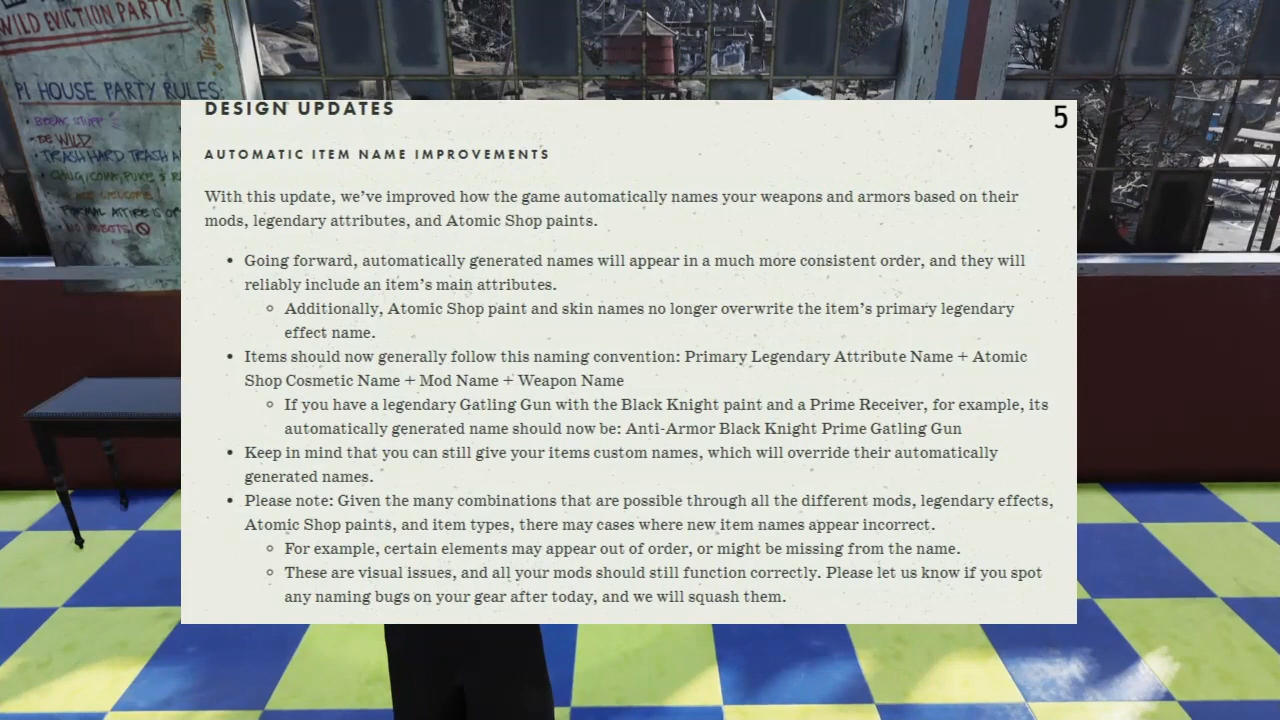 WILD EVICTION PARTY!
PI HOUSE PARTY RULES:
• BREAK STUFF
• BE WILD
• TRASH HARD TRASH
DESIGN UPDATES
5
AUTOMATIC ITEM NAME IMPROVEMENTS
With this update, we’ve improved how the game automatically names your weapons and armors based on their
mods, legendary attributes, and Atomic Shop paints.
• Going forward, automatically generated names will appear in a much more consistent order, and they will
reliably include an item’s main attributes.
◦ Additionally, Atomic Shop paint and skin names no longer overwrite the item’s primary legendary
effect name.
• Items should now generally follow this naming convention: Primary Legendary Attribute Name + Atomic
Shop Cosmetic Name + Mod Name + Weapon Name
◦ If you have a legendary Gatling Gun with the Black Knight paint and a Prime Receiver, for example, its
automatically generated name should now be: Anti-Armor Black Knight Prime Gatling Gun
• Keep in mind that you can still give your items custom names, which will override their automatically
generated names.
• Please note: Given the many combinations that are possible through all the different mods, legendary effects,
Atomic Shop paints, and item types, there may cases where new item names appear incorrect.
◦ For example, certain elements may appear out of order, or might be missing from the name.
◦ These are visual issues, and all your mods should still function correctly. Please let us know if you spot
any naming bugs on your gear after today, and we will squash them.